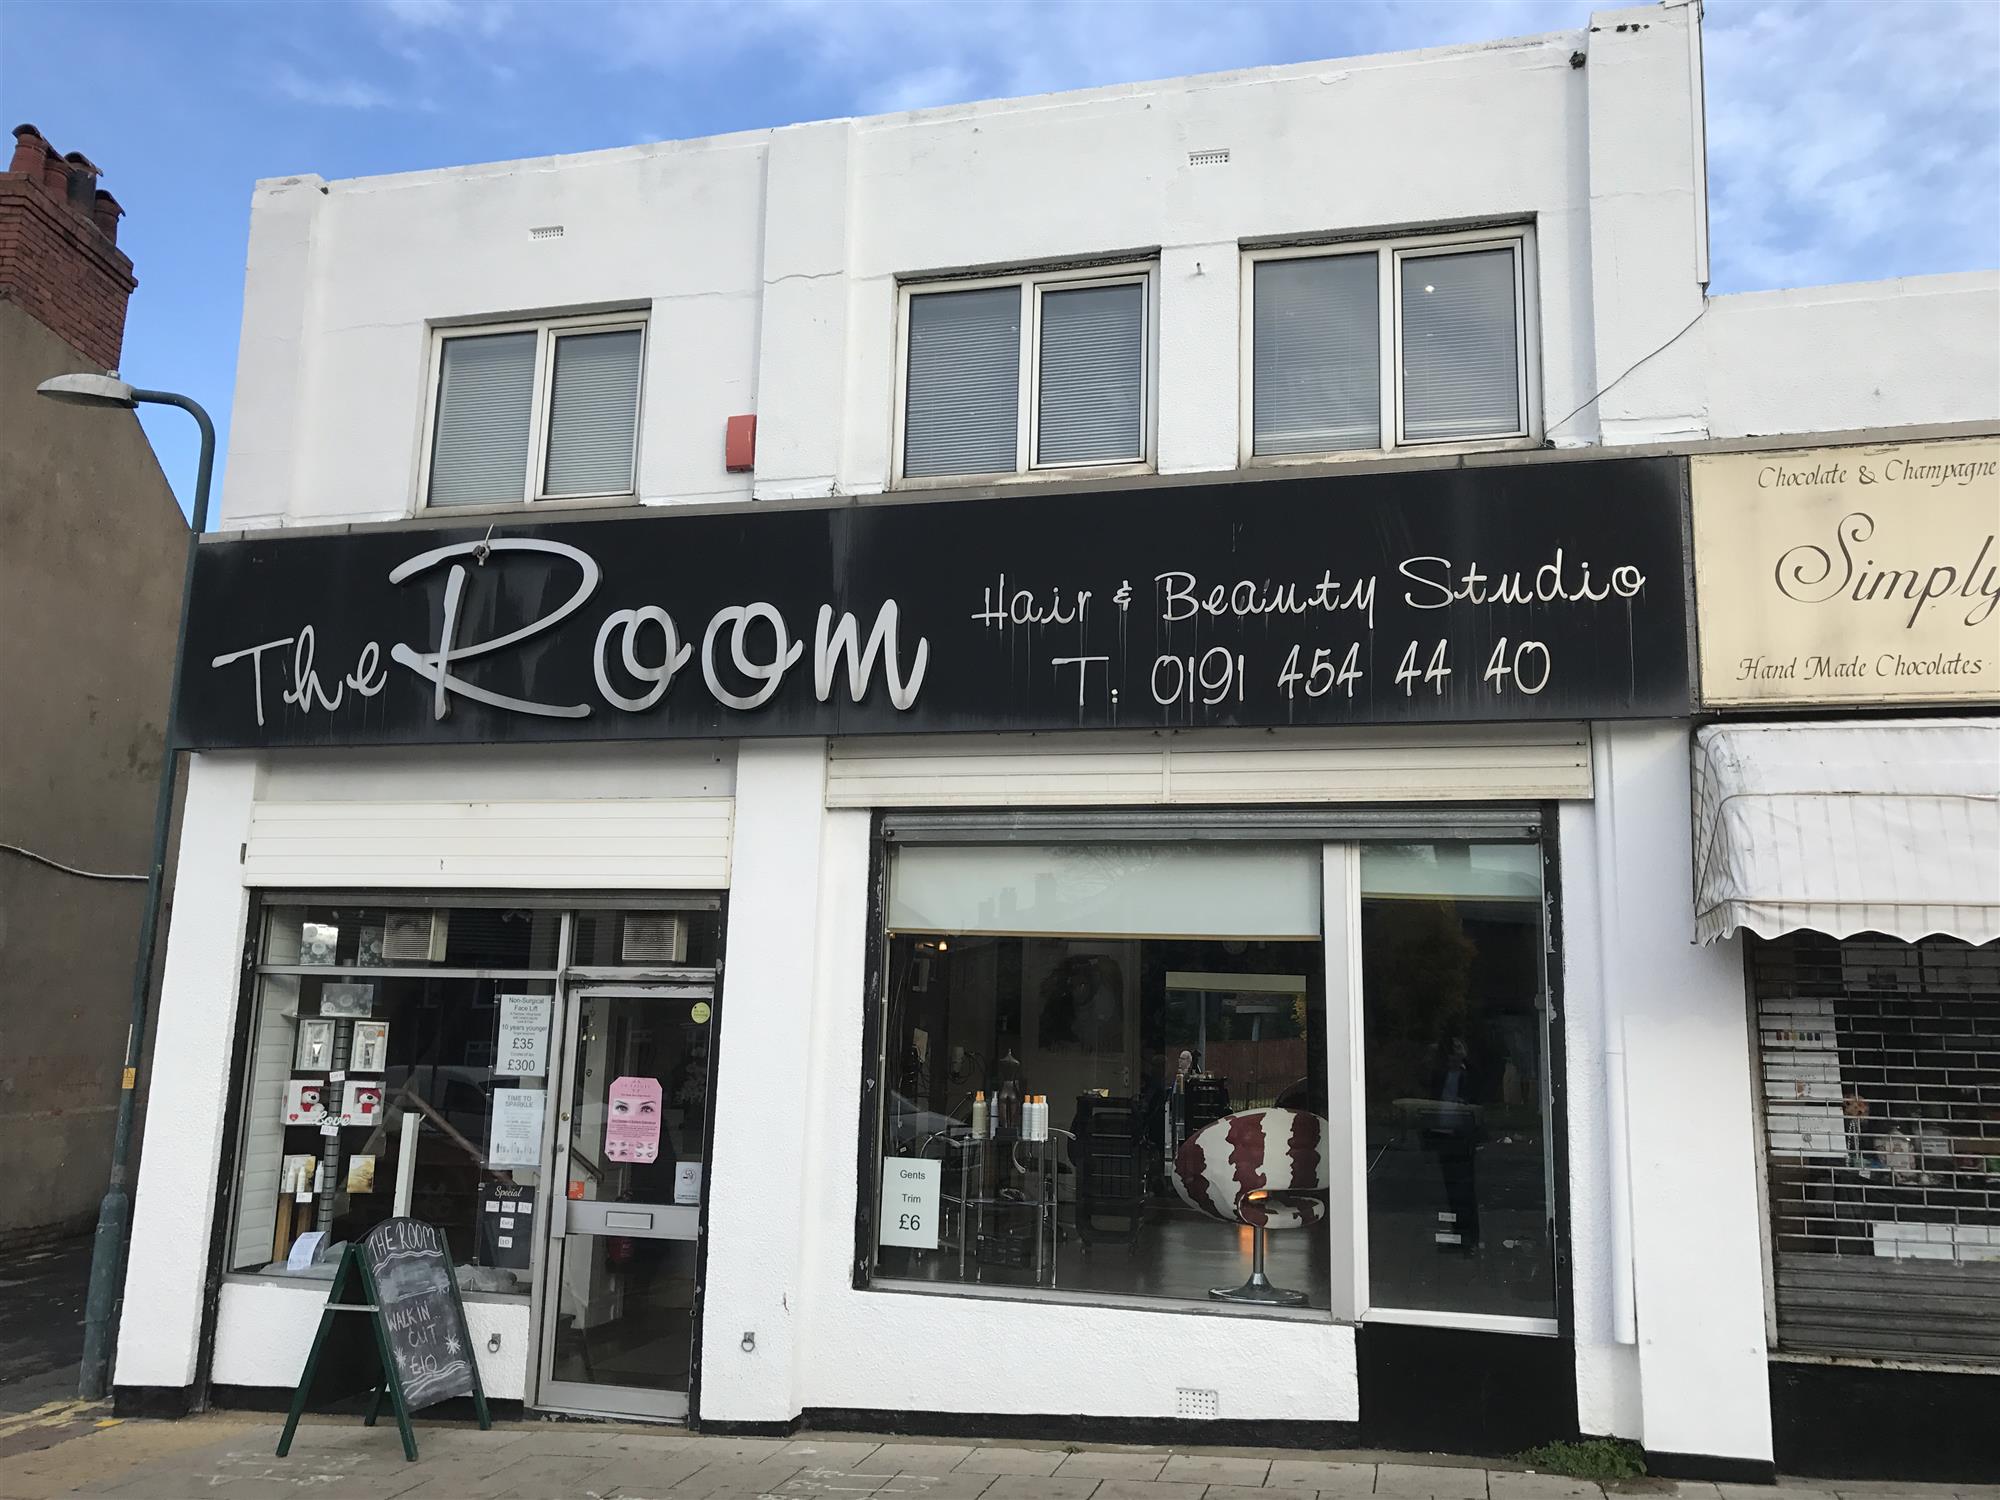 The Room
Hair & Beauty Studio
T: 0191 454 44 40
Chocolate & Champagne
Simply
Hand Made Chocolates
Non-Surgical
Face Lift
10 years younger
£35
£300
TIME TO
SPARKLE
love
Special
Gents
Trim
£6
THE ROOM
WALK IN
CUT
£10